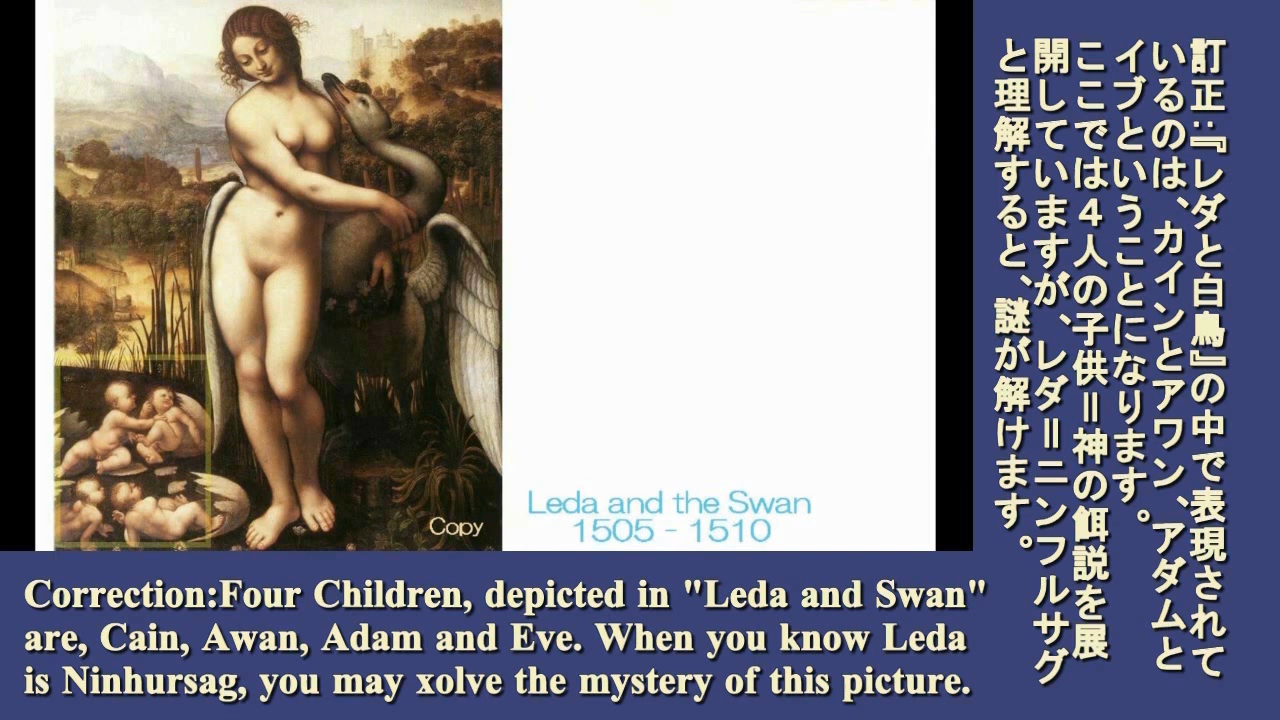 訂正:『レダと白鳥』の中で表現されて
いるのは、カインとアワン、アダムと
イブということになります。
ここでは４人の子供＝神の餌説を展
開していますが、レダ＝ニンフルサグ
と理解すると、謎が解けます。
Copy
Leda and the Swan
1505 - 1510
Correction:Four Children, depicted in "Leda and Swan"
are, Cain, Awan, Adam and Eve. When you know Leda
is Ninhursag, you may xolve the mystery of this picture.